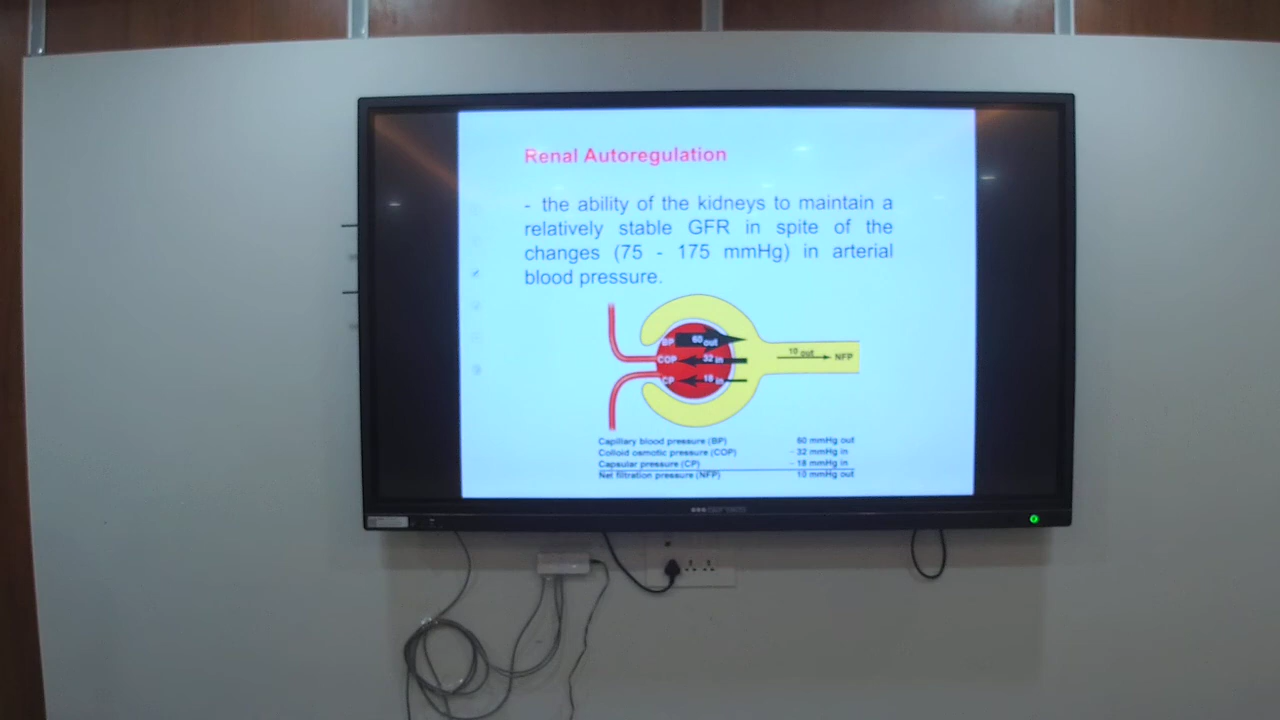 Renal Autoregulation
- the ability of the kidneys to maintain a
relatively stable GFR in spite of the
changes (75 - 175 mmHg) in arterial
blood pressure.
BP 60 out
COP 32 in
CP 18 in
10 out NFP
Capillary blood pressure (BP) 60 mmHg out
Colloid osmotic pressure (COP) - 32 mmHg in
Capsular pressure (CP) - 18 mmHg in
Net filtration pressure (NFP) 10 mmHg out